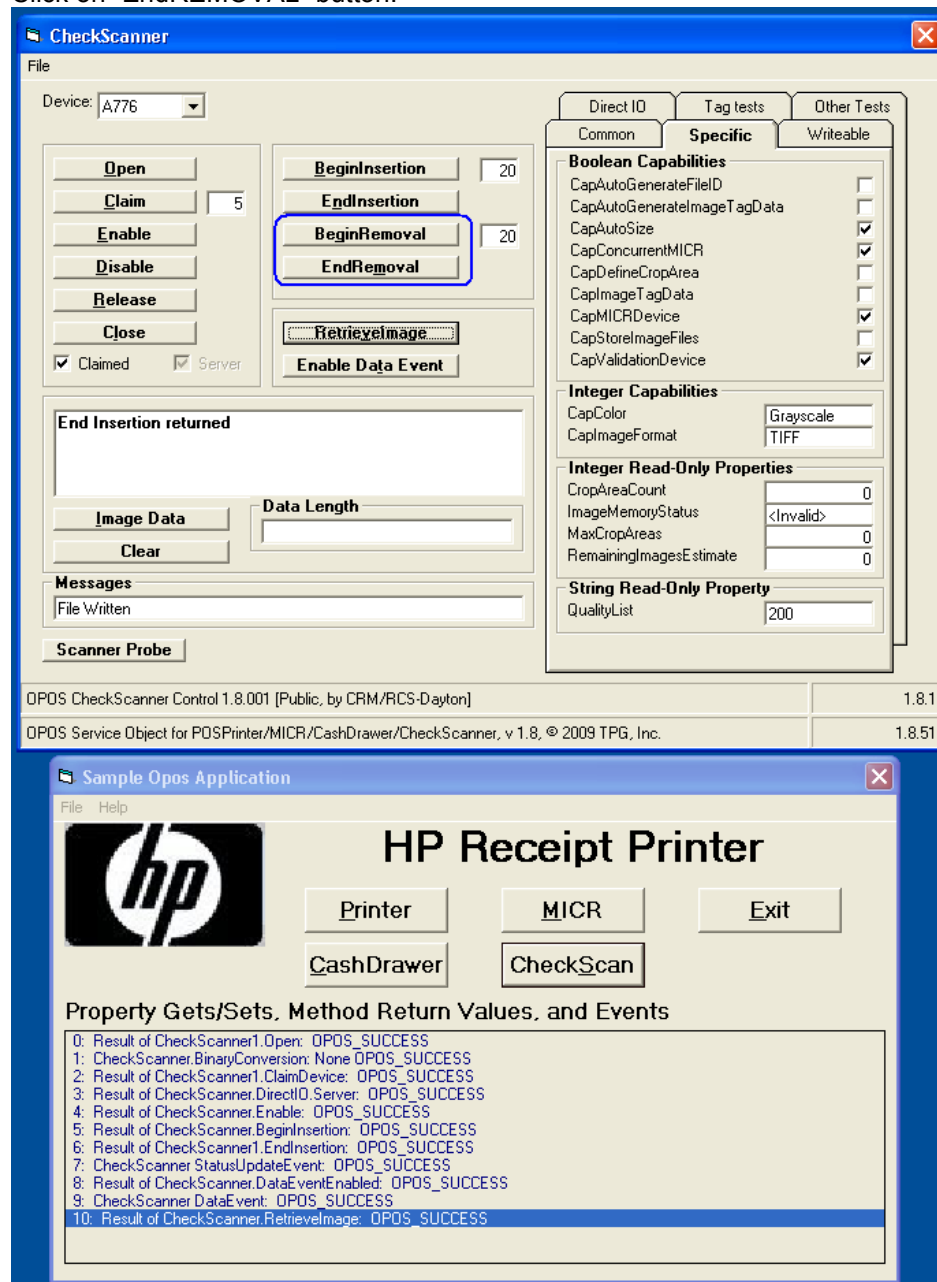 Click on "EndREMOVAL" button.
CheckScanner
File
Device: A776
Direct IO Tag tests Other Tests
Common Specific Writeable
Open
Claim 5
Enable
Disable
Release
Close
Claimed Server
BeginInsertion 20
EndInsertion
BeginRemoval 20
EndRemoval
RetrieveImage
Enable Data Event
Boolean Capabilities
CapAutoGenerateFileID
CapAutoGenerateImageTagData
CapAutoSize
CapConcurrentMICR
CapDefineCropArea
CapImageTagData
CapMICRDevice
CapStoreImageFiles
CapValidationDevice
Integer Capabilities
CapColor Grayscale
CapImageFormat TIFF
Integer Read-Only Properties
CropAreaCount 0
ImageMemoryStatus <Invalid>
MaxCropAreas 0
RemainingImagesEstimate 0
String Read-Only Property
QualityList 200
End Insertion returned
Image Data
Clear
Data Length
Messages
File Written
Scanner Probe
OPOS CheckScanner Control 1.8.001 [Public, by CRM/RCS-Dayton] 1.8.1
OPOS Service Object for POSPrinter/MICR/CashDrawer/CheckScanner, v 1.8, © 2009 TPG, Inc. 1.8.51
Sample Opos Application
File Help
hp
HP Receipt Printer
Printer MICR Exit
CashDrawer CheckScan
Property Gets/Sets, Method Return Values, and Events
0: Result of CheckScanner1.Open: OPOS_SUCCESS
1: CheckScanner.BinaryConversion: None OPOS_SUCCESS
2: Result of CheckScanner1.ClaimDevice: OPOS_SUCCESS
3: Result of CheckScanner.DirectIO.Server: OPOS_SUCCESS
4: Result of CheckScanner.Enable: OPOS_SUCCESS
5: Result of CheckScanner.BeginInsertion: OPOS_SUCCESS
6: Result of CheckScanner1.EndInsertion: OPOS_SUCCESS
7: CheckScanner StatusUpdateEvent: OPOS_SUCCESS
8: Result of CheckScanner.DataEventEnabled: OPOS_SUCCESS
9: CheckScanner DataEvent: OPOS_SUCCESS
10: Result of CheckScanner.RetrieveImage: OPOS_SUCCESS